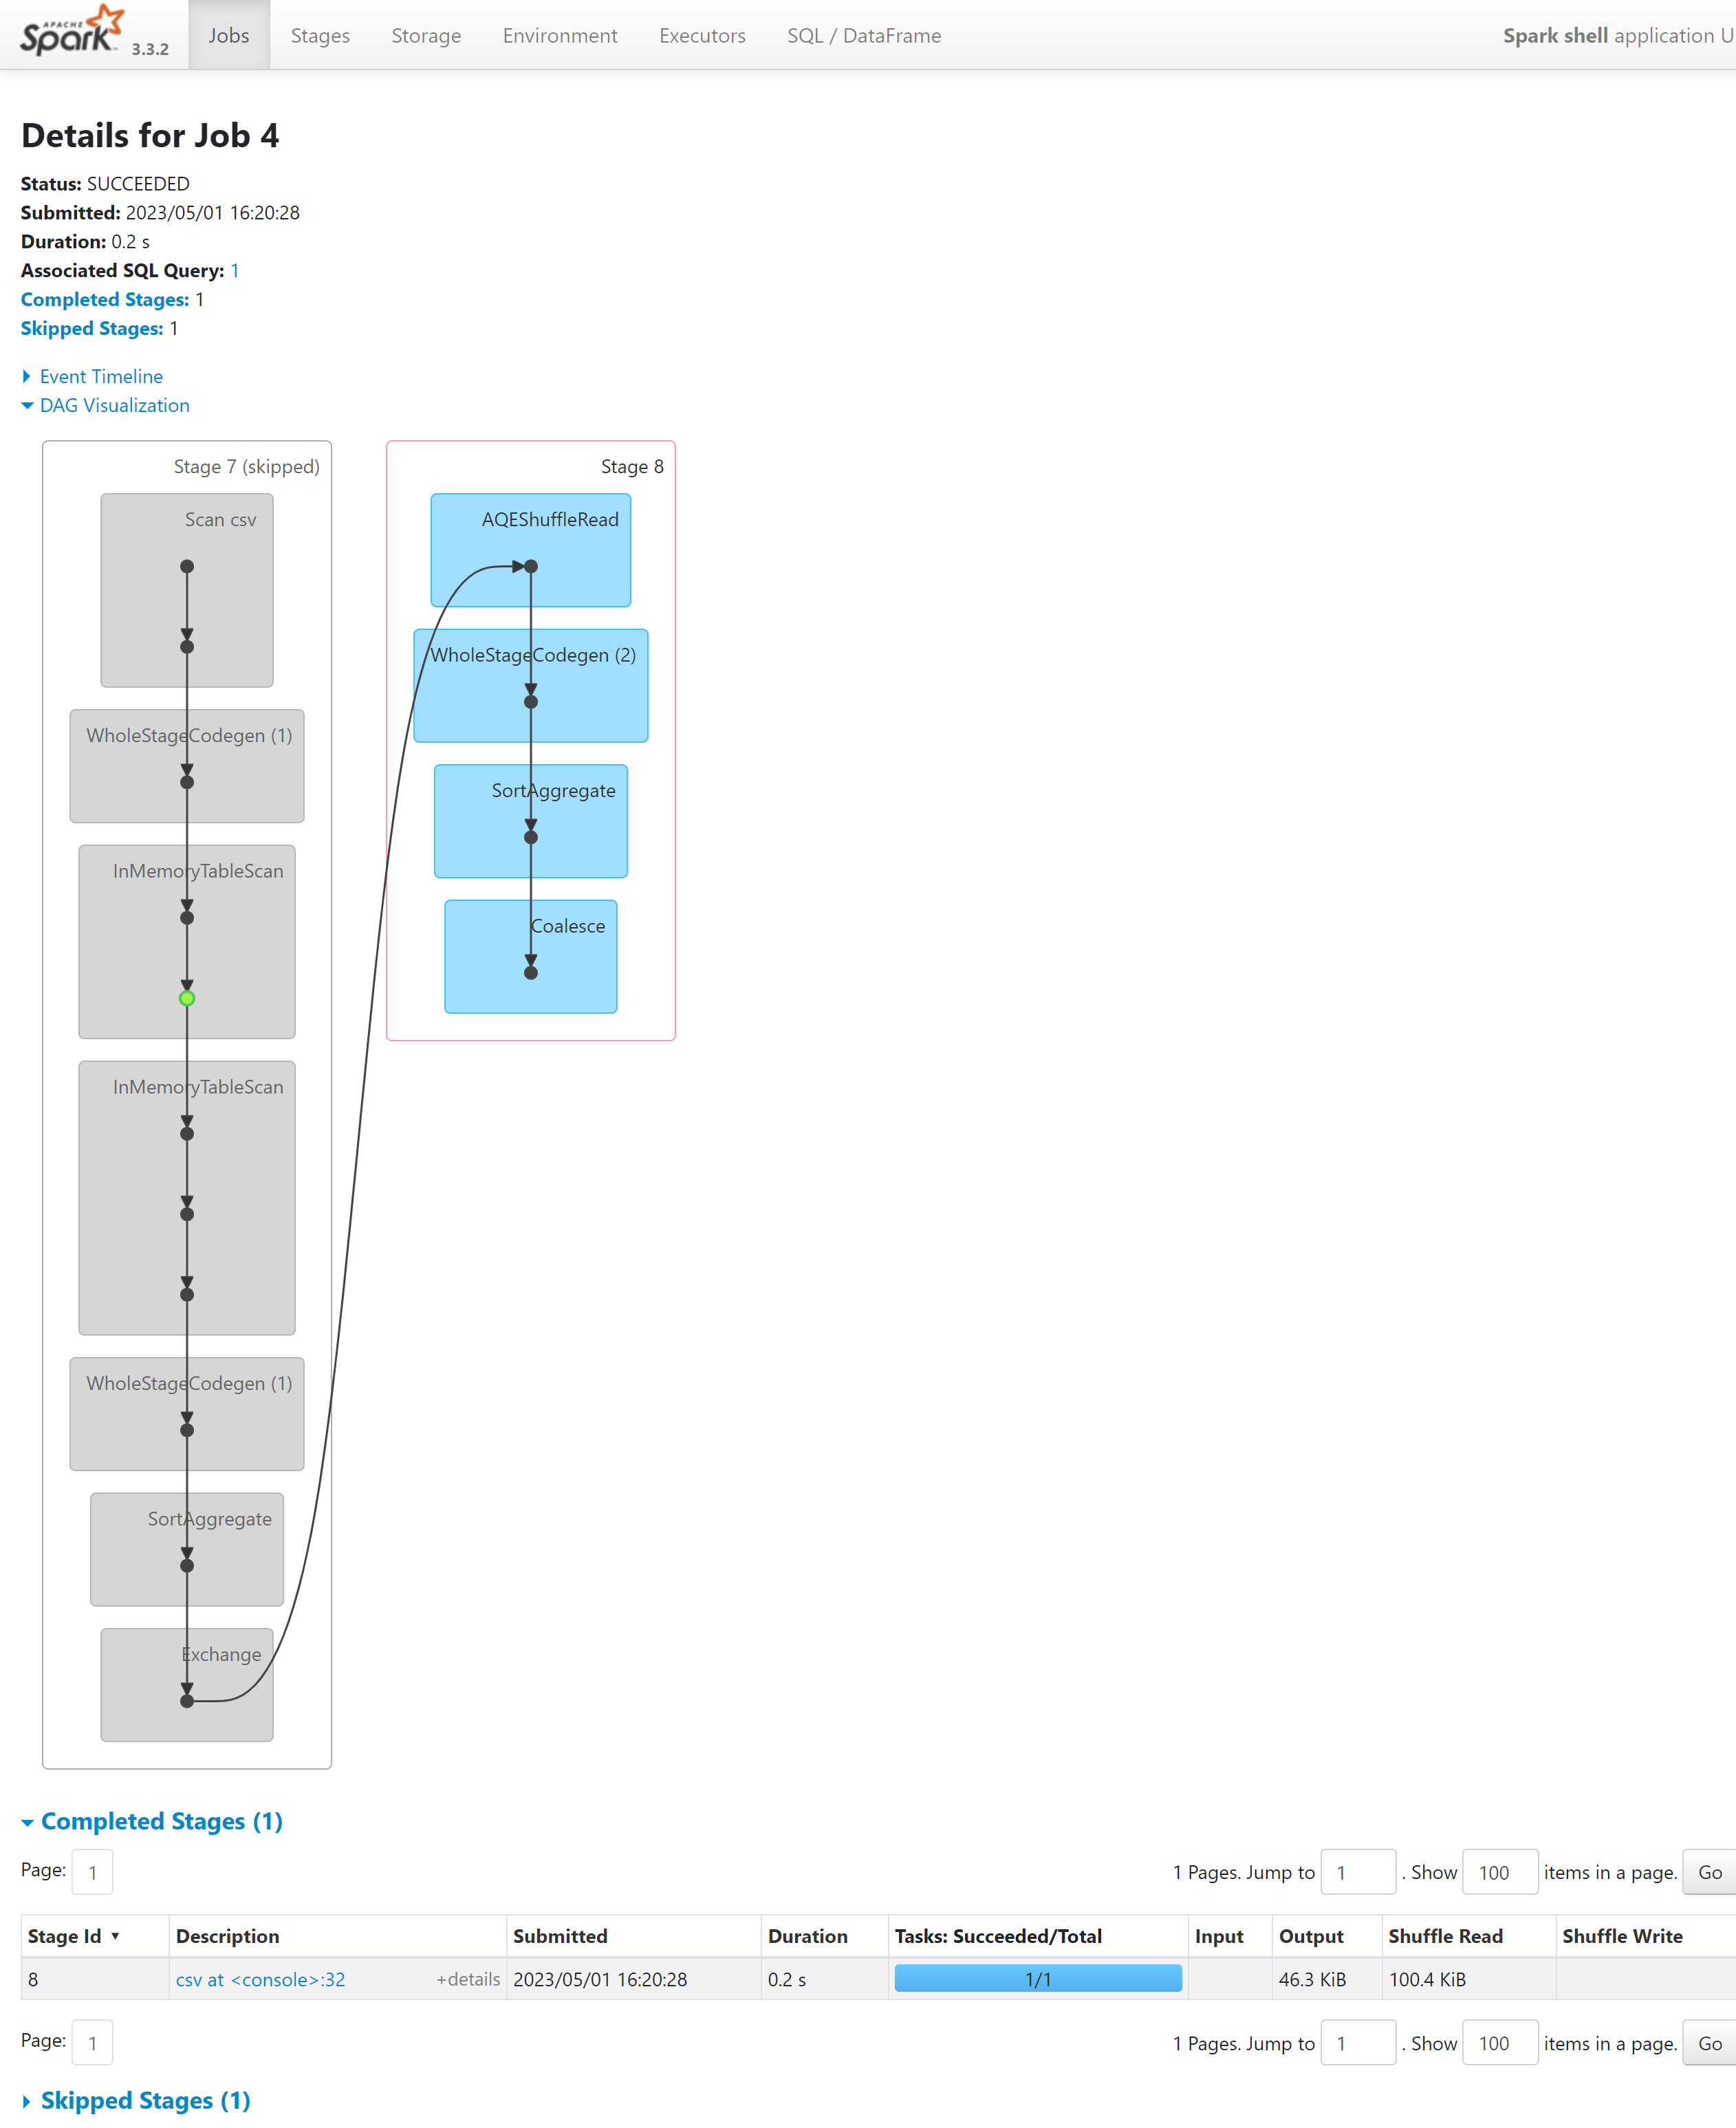 APACHE
Spark 3.3.2 Jobs Stages Storage Environment Executors SQL / DataFrame Spark shell application U
Details for Job 4
Status: SUCCEEDED
Submitted: 2023/05/01 16:20:28
Duration: 0.2 s
Associated SQL Query: 1
Completed Stages: 1
Skipped Stages: 1
Event Timeline
DAG Visualization
Stage 7 (skipped)
Scan csv
WholeStageCodegen (1)
InMemoryTableScan
InMemoryTableScan
WholeStageCodegen (1)
SortAggregate
Exchange
Stage 8
AQEShuffleRead
WholeStageCodegen (2)
SortAggregate
Coalesce
Completed Stages (1)
Page: 1 1 Pages. Jump to 1 . Show 100 items in a page. Go
Stage Id ▾ Description Submitted Duration Tasks: Succeeded/Total Input Output Shuffle Read Shuffle Write
8 csv at <console>:32 +details 2023/05/01 16:20:28 0.2 s 1/1 46.3 KiB 100.4 KiB
Page: 1 1 Pages. Jump to 1 . Show 100 items in a page. Go
Skipped Stages (1)